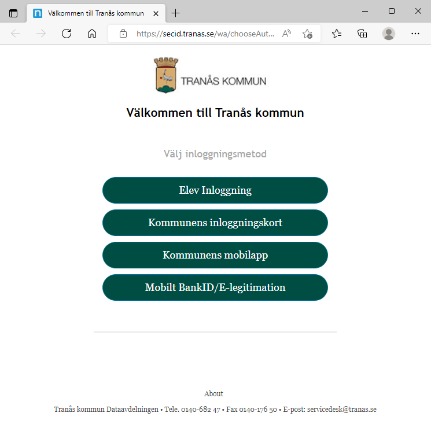 Välkommen till Tranås kommun
https://secid.tranas.se/wa/chooseAut...
TRANÅS KOMMUN
Välkommen till Tranås kommun
Välj inloggningsmetod
Elev Inloggning
Kommunens inloggningskort
Kommunens mobilapp
Mobilt BankID/E-legitimation
About
Tranås kommun Dataavdelningen • Tele. 0140-682 47 • Fax 0140-176 50 • E-post: servicedesk@tranas.se